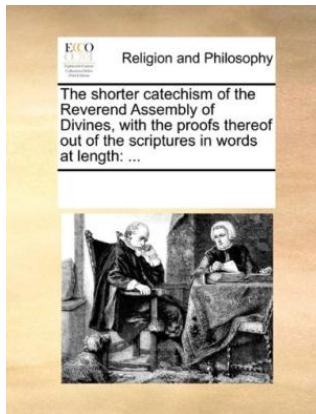 ECCO
Religion and Philosophy
The shorter catechism of the
Reverend Assembly of
Divines, with the proofs thereof
out of the scriptures in words
at length: ...